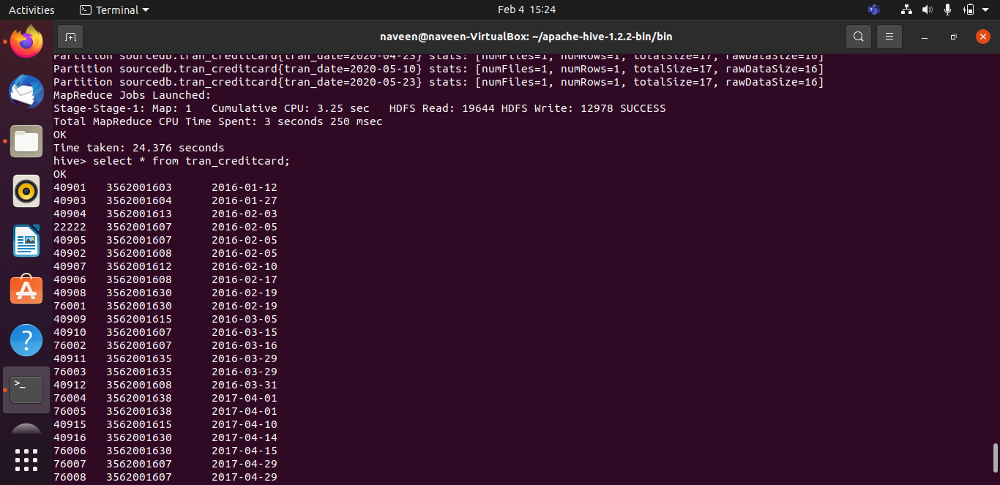 Activities
Terminal
Feb 4 15:24
naveen@naveen-VirtualBox: ~/apache-hive-1.2.2-bin/bin
Partition sourcedb.tran_creditcard{tran_date=2020-04-23} stats: [numFiles=1, numRows=1, totalSize=17, rawDataSize=16]
Partition sourcedb.tran_creditcard{tran_date=2020-05-10} stats: [numFiles=1, numRows=1, totalSize=17, rawDataSize=16]
Partition sourcedb.tran_creditcard{tran_date=2020-05-23} stats: [numFiles=1, numRows=1, totalSize=17, rawDataSize=16]
MapReduce Jobs Launched:
Stage-Stage-1: Map: 1   Cumulative CPU: 3.25 sec   HDFS Read: 19644 HDFS Write: 12978 SUCCESS
Total MapReduce CPU Time Spent: 3 seconds 250 msec
OK
Time taken: 24.376 seconds
hive> select * from tran_creditcard;
OK
40901	3562001603	2016-01-12
40903	3562001604	2016-01-27
40904	3562001613	2016-02-03
22222	3562001607	2016-02-05
40905	3562001607	2016-02-05
40902	3562001608	2016-02-05
40907	3562001612	2016-02-10
40906	3562001608	2016-02-17
40908	3562001630	2016-02-19
76001	3562001630	2016-02-19
40909	3562001615	2016-03-05
40910	3562001607	2016-03-15
76002	3562001607	2016-03-16
40911	3562001635	2016-03-29
76003	3562001635	2016-03-29
40912	3562001608	2016-03-31
76004	3562001638	2017-04-01
76005	3562001638	2017-04-01
40915	3562001615	2017-04-10
40916	3562001630	2017-04-14
76006	3562001630	2017-04-15
76007	3562001607	2017-04-29
76008	3562001607	2017-04-29